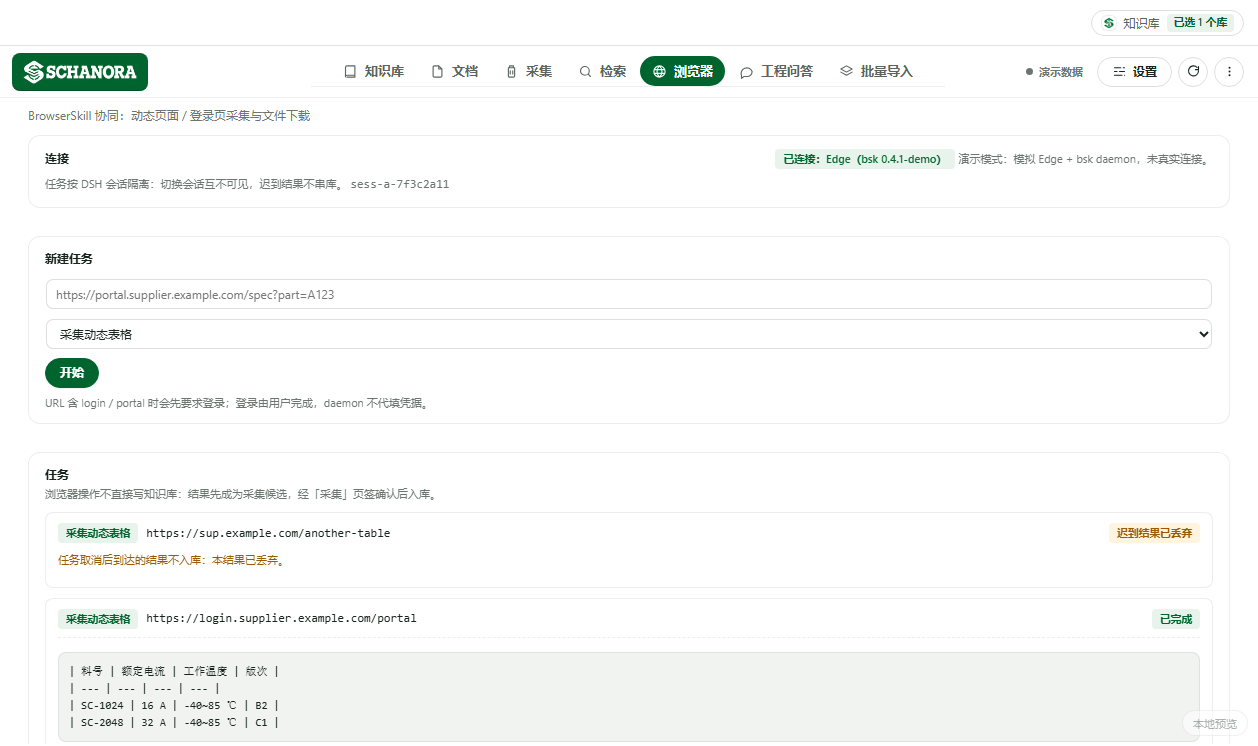 知识库 已选 1 个库
SCHANORA 知识库 文档 采集 检索 浏览器 工程问答 批量导入 演示数据 设置
BrowserSkill 协同：动态页面 / 登录页采集与文件下载
连接 已连接：Edge（bsk 0.4.1-demo） 演示模式：模拟 Edge + bsk daemon，未真实连接。
任务按 DSH 会话隔离：切换会话互不可见，迟到结果不串库。 sess-a-7f3c2a11
新建任务
https://portal.supplier.example.com/spec?part=A123
采集动态表格
开始
URL 含 login / portal 时会先要求登录；登录由用户完成，daemon 不代填凭据。
任务
浏览器操作不直接写知识库：结果先成为采集候选，经「采集」页签确认后入库。
采集动态表格 https://sup.example.com/another-table 迟到结果已丢弃
任务取消后到达的结果不入库：本结果已丢弃。
采集动态表格 https://login.supplier.example.com/portal 已完成
| 料号 | 额定电流 | 工作温度 | 版次 |
| --- | --- | --- | --- |
| SC-1024 | 16 A | -40~85 ℃ | B2 |
| SC-2048 | 32 A | -40~85 ℃ | C1 |
本地预览